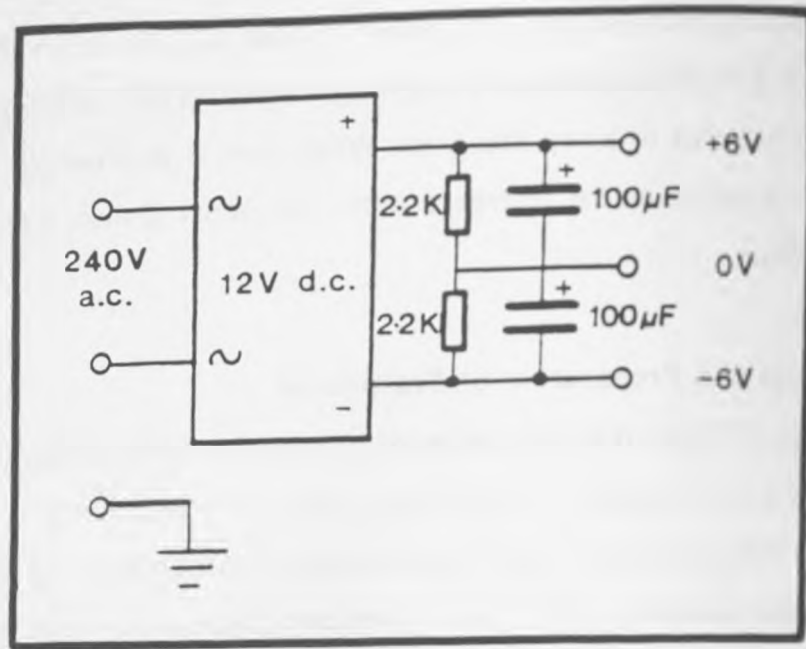 +
+6V
~
2·2K
+
100µF
240V
a.c.
12V d.c.
0V
2·2K
+
100µF
~
-6V
-